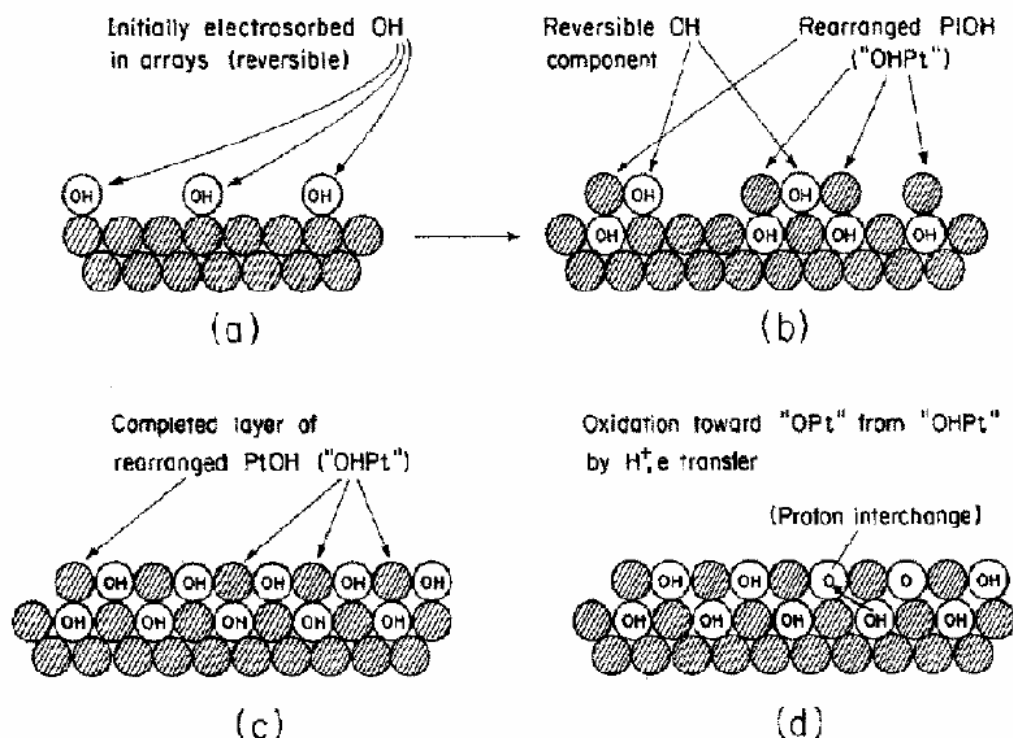 Initially electrosorbed OH
in arrays (reversible)
OH
OH
OH
(a)
Reversible OH
component
Rearranged PtOH
("OHPt")
OH
OH
OH
OH
OH
OH
(b)
Completed layer of
rearranged PtOH ("OHPt")
OH
OH
OH
OH
OH
OH
OH
OH
OH
OH
(c)
Oxidation toward "OPt" from "OHPt"
by H⁺, e transfer
(Proton interchange)
OH
OH
O
O
OH
OH
OH
OH
OH
OH
(d)